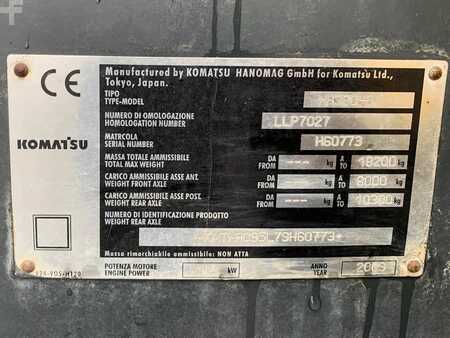 CE
KOMATSU
Manufactured by KOMATSU HANOMAG GmbH for Komatsu Ltd.,
Tokyo, Japan.
TIPO
TYPE-MODEL
NUMERO DI OMOLOGAZIONE
HOMOLOGATION NUMBER
LLP7027
MATRCOLA
SERIAL NUMBER
H60773
MASSA TOTALE AMMISSIBILE
TOTAL MAX WEIGHT
DA FROM kg A TO 18200 kg
CARICO AMMISSIBILE ASSE ANT.
WEIGHT FRONT AXLE
DA FROM kg A TO 8000 kg
CARICO AMMISSIBILE ASSE POST.
WEIGHT REAR AXLE
DA FROM kg A TO 10300 kg
NUMERO DI IDENTIFICAZIONE PRODOTTO
WEIGHT REAR AXLE
Massa rimorchiabile mission: NON ATTA
POTENZA MOTORE
ENGINE POWER
kW
ANNO
YEAR